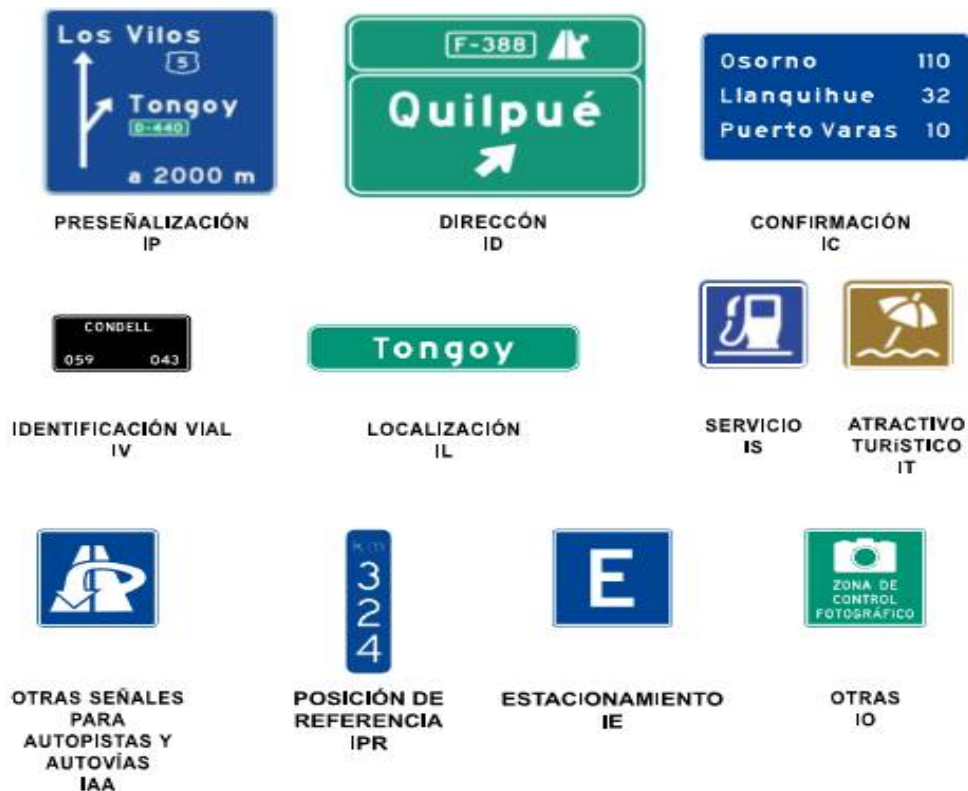 Los Vilos
5
Tongoy
D-440
a 2000 m
PRESEÑALIZACIÓN
IP
F-388
Quilpué
DIRECCÓN
ID
Osorno 110
Llanquihue 32
Puerto Varas 10
CONFIRMACIÓN
IC
CONDELL
059 043
IDENTIFICACIÓN VIAL
IV
Tongoy
LOCALIZACIÓN
IL
SERVICIO
IS
ATRACTIVO
TURíSTICO
IT
OTRAS SEÑALES
PARA
AUTOPISTAS Y
AUTOVÍAS
IAA
3
2
4
POSICIÓN DE
REFERENCIA
IPR
E
ESTACIONAMIENTO
IE
ZONA DE
CONTROL
FOTOGRÁFICO
OTRAS
IO